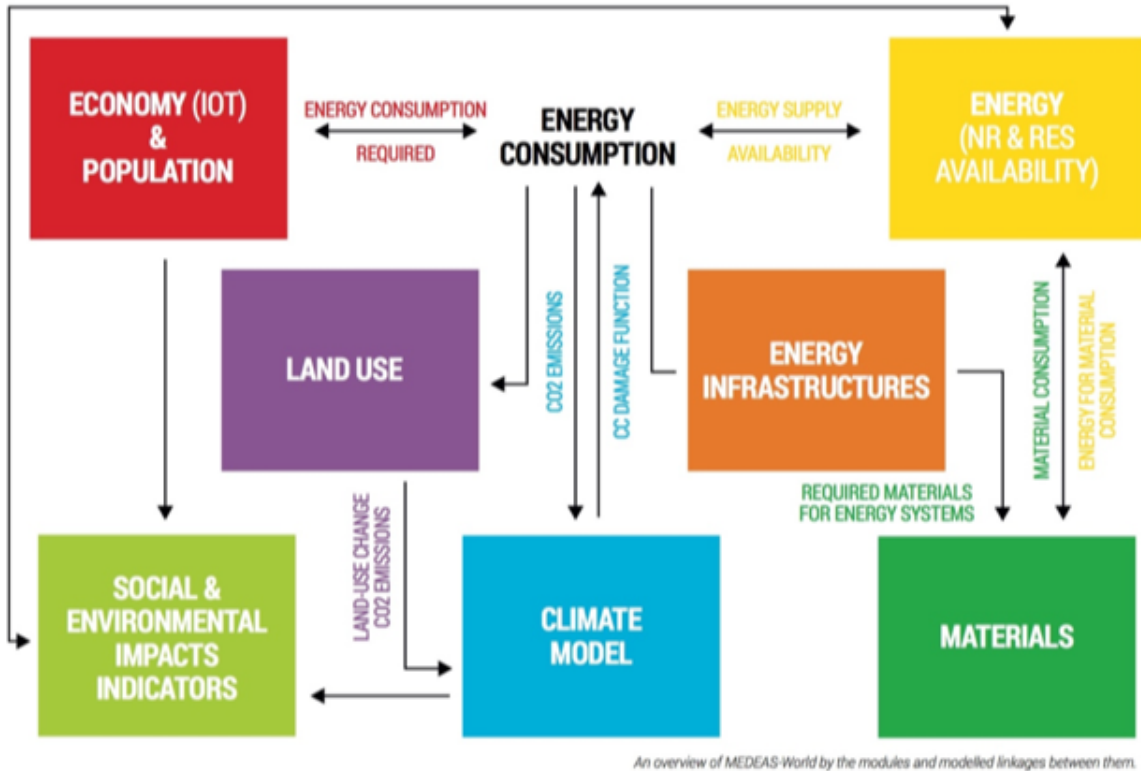 ECONOMY (IOT)
&
POPULATION
ENERGY CONSUMPTION
REQUIRED
ENERGY
CONSUMPTION
ENERGY SUPPLY
AVAILABILITY
ENERGY
(NR & RES
AVAILABILITY)
LAND USE
CO2 EMISSIONS
CC DAMAGE FUNCTION
ENERGY
INFRASTRUCTURES
MATERIAL CONSUMPTION
ENERGY FOR MATERIAL
CONSUMPTION
REQUIRED MATERIALS
FOR ENERGY SYSTEMS
LAND-USE CHANGE
CO2 EMISSIONS
SOCIAL &
ENVIRONMENTAL
IMPACTS
INDICATORS
CLIMATE
MODEL
MATERIALS
An overview of MEDEAS-World by the modules and modelled linkages between them.